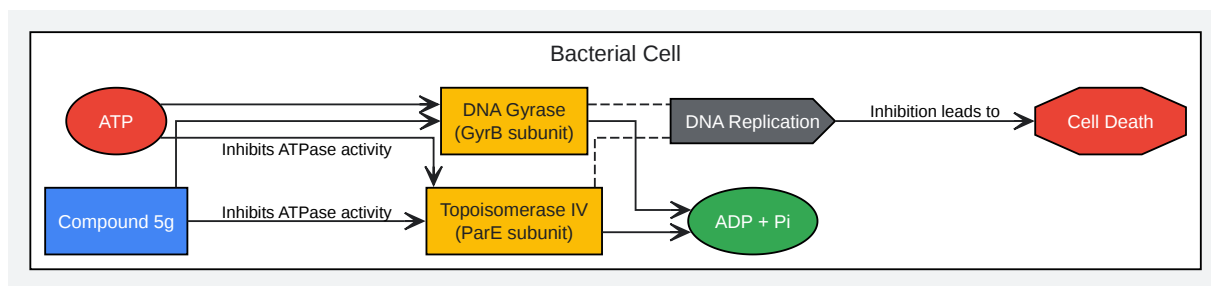 Bacterial Cell
ATP
DNA Gyrase
(GyrB subunit)
DNA Replication
Inhibition leads to
Cell Death
Inhibits ATPase activity
Compound 5g
Inhibits ATPase activity
Topoisomerase IV
(ParE subunit)
ADP + Pi